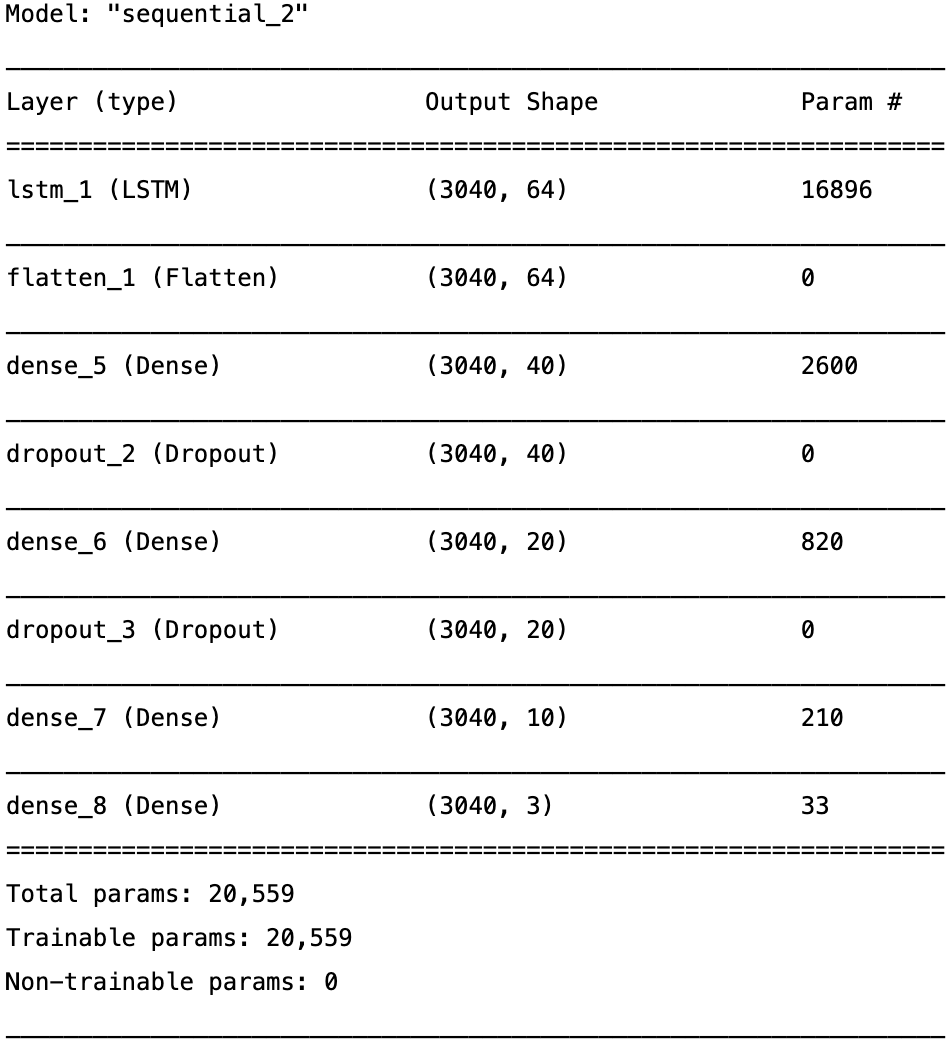 Model: "sequential_2"
Layer (type) Output Shape Param #
lstm_1 (LSTM) (3040, 64) 16896
flatten_1 (Flatten) (3040, 64) 0
dense_5 (Dense) (3040, 40) 2600
dropout_2 (Dropout) (3040, 40) 0
dense_6 (Dense) (3040, 20) 820
dropout_3 (Dropout) (3040, 20) 0
dense_7 (Dense) (3040, 10) 210
dense_8 (Dense) (3040, 3) 33
Total params: 20,559
Trainable params: 20,559
Non-trainable params: 0